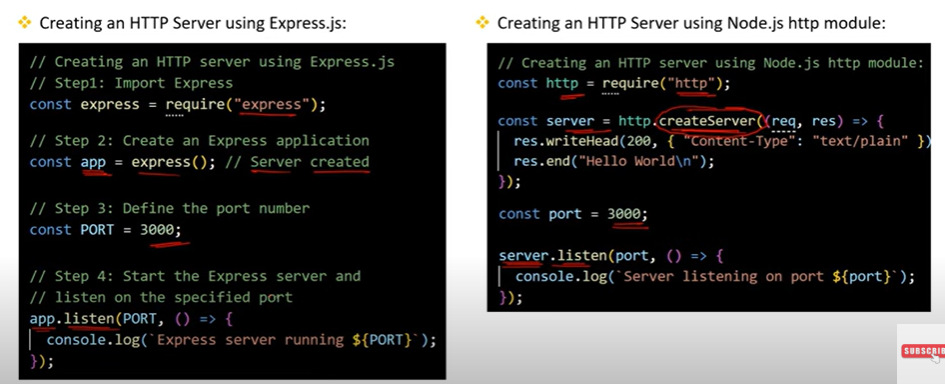 Creating an HTTP Server using Express.js:
// Creating an HTTP server using Express.js
// Step1: Import Express
const express = require("express");
// Step 2: Create an Express application
const app = express(); // Server created
// Step 3: Define the port number
const PORT = 3000;
// Step 4: Start the Express server and
// listen on the specified port
app.listen(PORT, () => {
console.log(`Express server running ${PORT}`);
});
Creating an HTTP Server using Node.js http module:
// Creating an HTTP server using Node.js http module:
const http = require("http");
const server = http.createServer((req, res) => {
res.writeHead(200, { "Content-Type": "text/plain" })
res.end("Hello World\n");
});
const port = 3000;
server.listen(port, () => {
console.log(`Server listening on port ${port}`);
});
SUBSCRIB